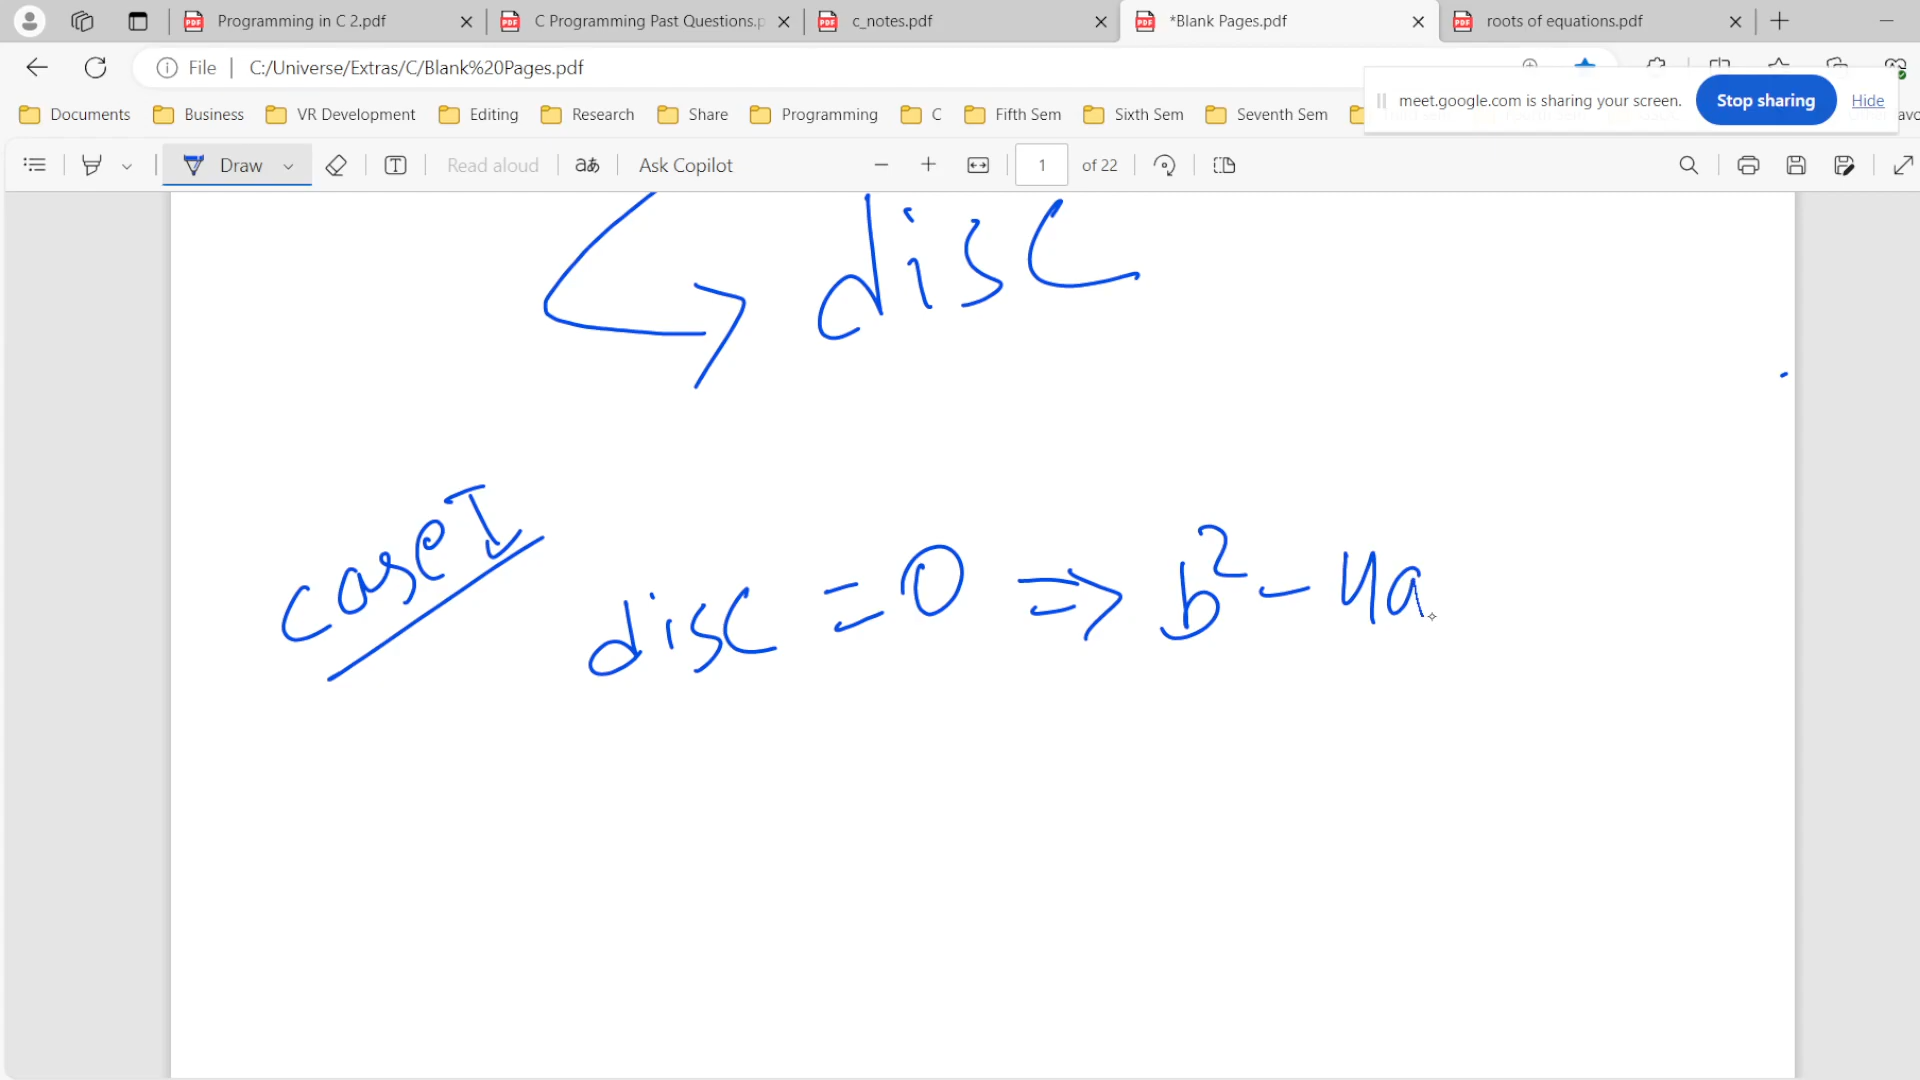 Programming in C 2.pdf
C Programming Past Questions.p
c_notes.pdf
*Blank Pages.pdf
roots of equations.pdf
File C:/Universe/Extras/C/Blank%20Pages.pdf
meet.google.com is sharing your screen. Stop sharing Hide
Documents Business VR Development Editing Research Share Programming C Fifth Sem Sixth Sem Seventh Sem
Draw Read aloud aあ Ask Copilot 1 of 22
disc
case I
disc = 0 => b² - 4a